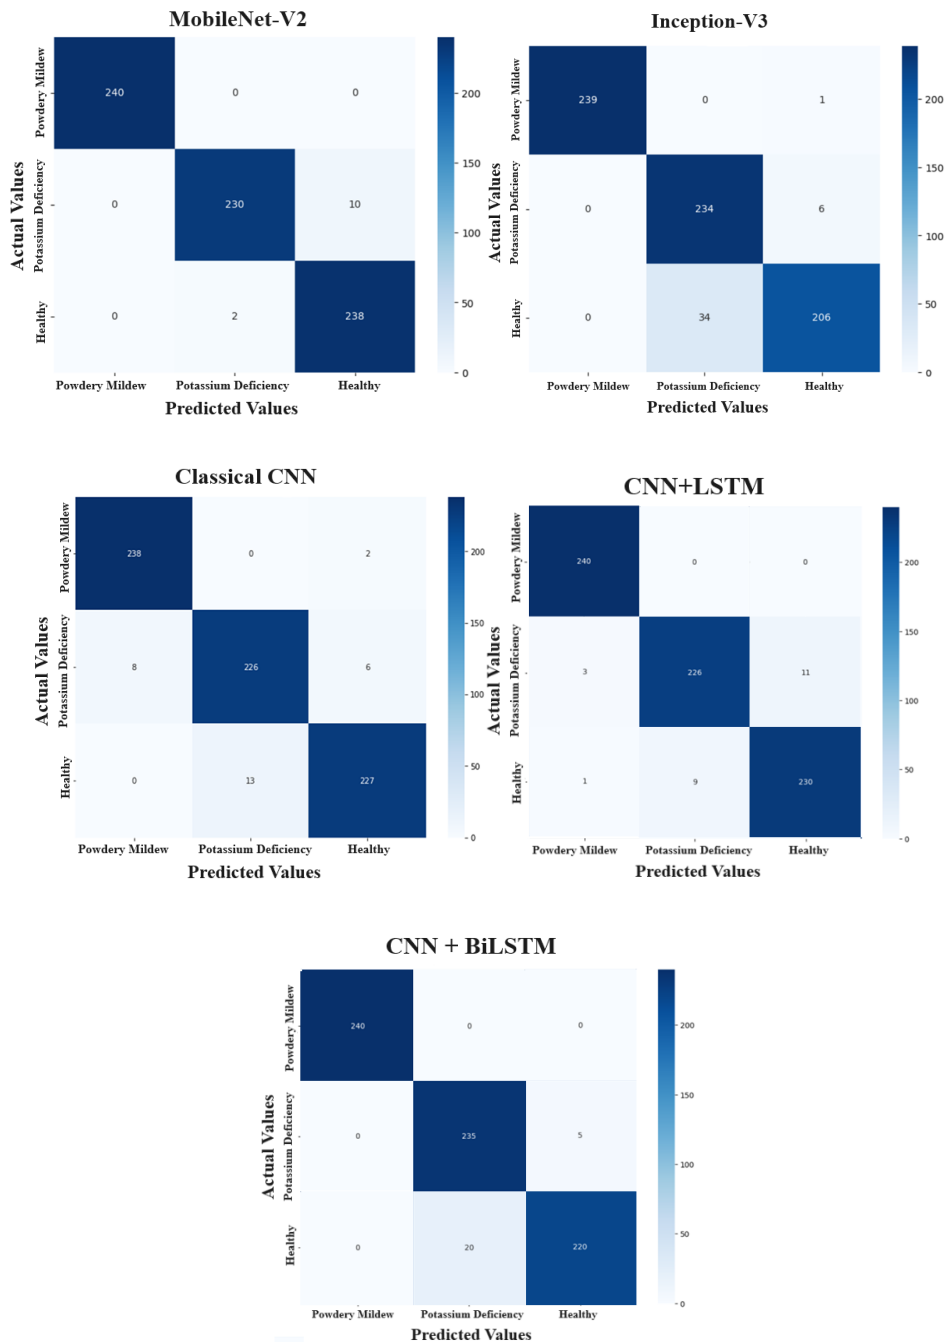 MobileNet-V2
Actual Values
Powdery Mildew
Potassium Deficiency
Healthy
240 0 0
0 230 10
0 2 238
200
150
100
50
0
Powdery Mildew Potassium Deficiency Healthy
Predicted Values
Inception-V3
Actual Values
Powdery Mildew
Potassium Deficiency
Healthy
239 0 1
0 234 6
0 34 206
200
150
100
50
0
Powdery Mildew Potassium Deficiency Healthy
Predicted Values
Classical CNN
Actual Values
Powdery Mildew
Potassium Deficiency
Healthy
238 0 2
8 226 6
0 13 227
200
150
100
50
0
Powdery Mildew Potassium Deficiency Healthy
Predicted Values
CNN+LSTM
Actual Values
Powdery Mildew
Potassium Deficiency
Healthy
240 0 0
3 226 11
1 9 230
200
150
100
50
0
Powdery Mildew Potassium Deficiency Healthy
Predicted Values
CNN + BiLSTM
Actual Values
Powdery Mildew
Potassium Deficiency
Healthy
240 0 0
0 235 5
0 20 220
200
150
100
50
0
Powdery Mildew Potassium Deficiency Healthy
Predicted Values